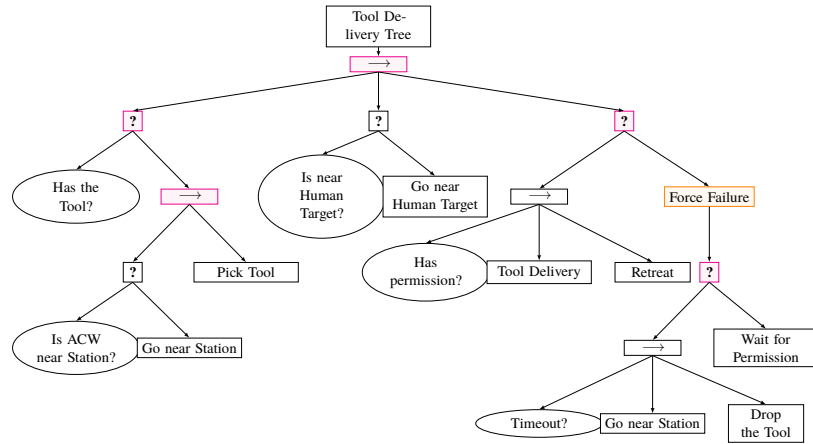 Tool De-
livery Tree
→
? ? ?
Has the
Tool?
→
Is near
Human
Target?
Go near
Human Target
→
Force Failure
?
Pick Tool
Has
permission?
Tool Delivery
Retreat
?
Is ACW
near Station?
Go near Station
→
Wait for
Permission
Timeout?
Go near Station
Drop
the Tool